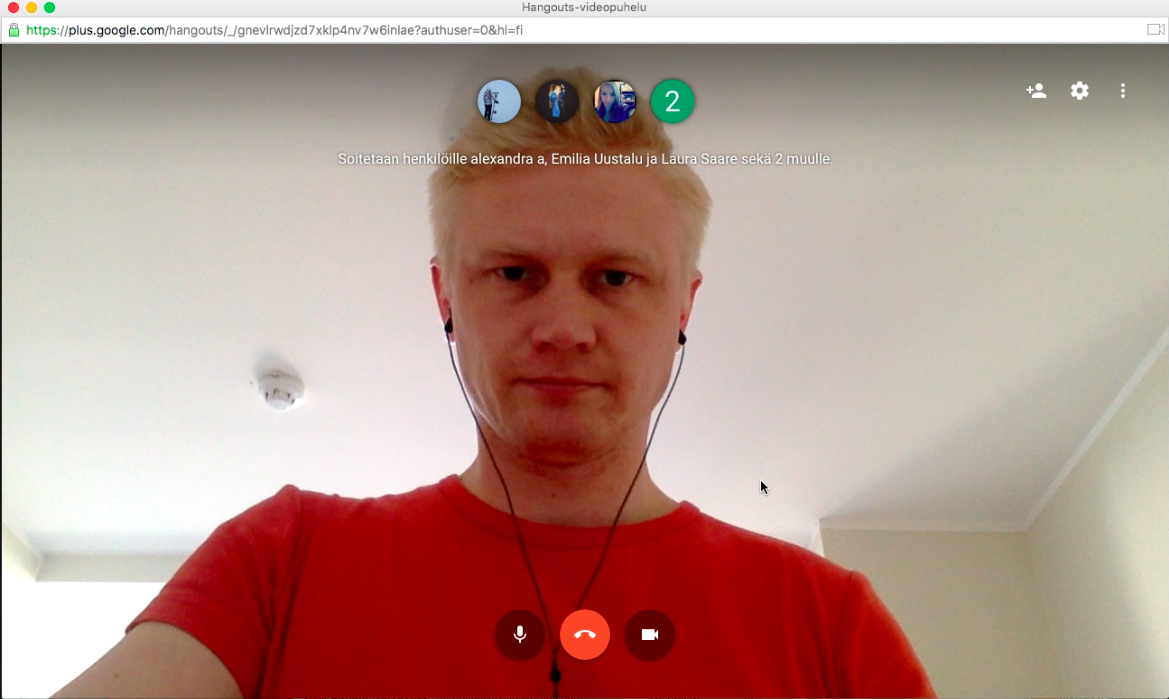 Hangouts-videopuhelu
https://plus.google.com/hangouts/_/gnevlrwdjzd7xklp4nv7w6inlae?authuser=0&hl=fi
2
Soitetaan henkilöille alexandra a, Emilia Uustalu ja Laura Saare sekä 2 muulle.